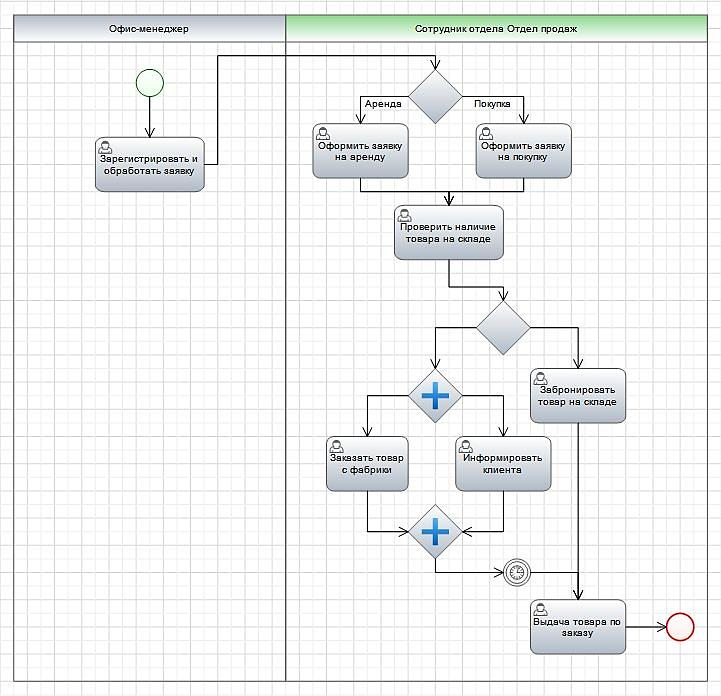 Офис-менеджер
Сотрудник отдела Отдел продаж
Аренда
Покупка
Оформить заявку
на аренду
Оформить заявку
на покупку
Зарегистрировать и
обработать заявку
Проверить наличие
товара на складе
Забронировать
товар на складе
Заказать товар
с фабрики
Информировать
клиента
Выдача товара по
заказу